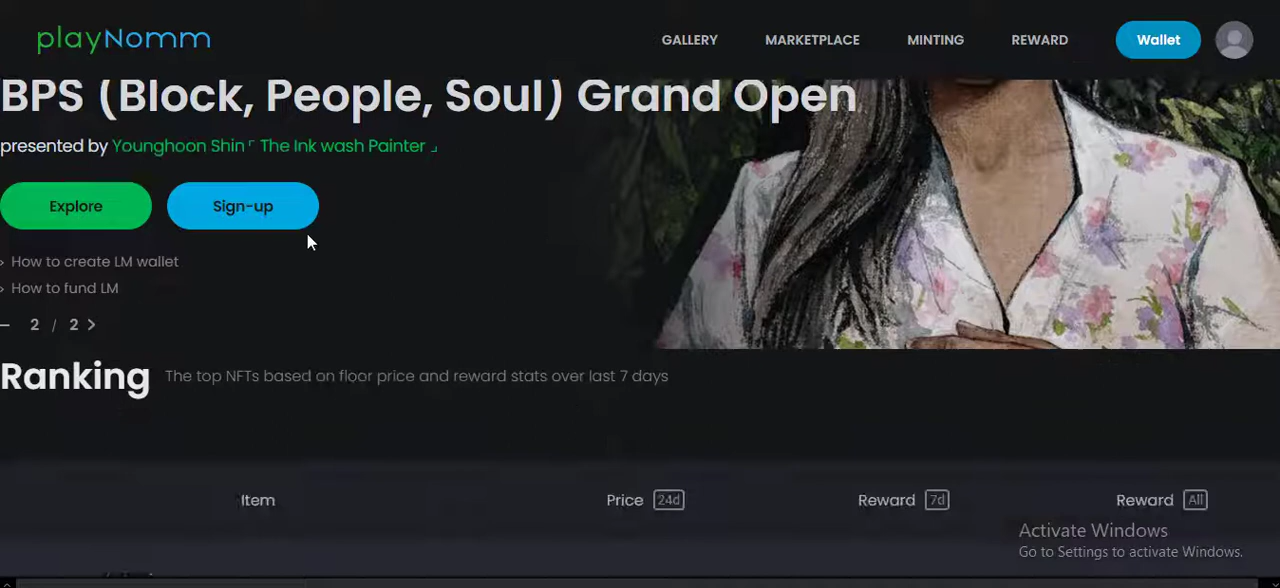 playNomm
GALLERY MARKETPLACE MINTING REWARD Wallet
BPS (Block, People, Soul) Grand Open
presented by Younghoon Shin「 The Ink wash Painter 」
Explore Sign-up
> How to create LM wallet
> How to fund LM
2 / 2 >
Ranking The top NFTs based on floor price and reward stats over last 7 days
Item Price 24d Reward 7d Reward All
Activate Windows
Go to Settings to activate Windows.